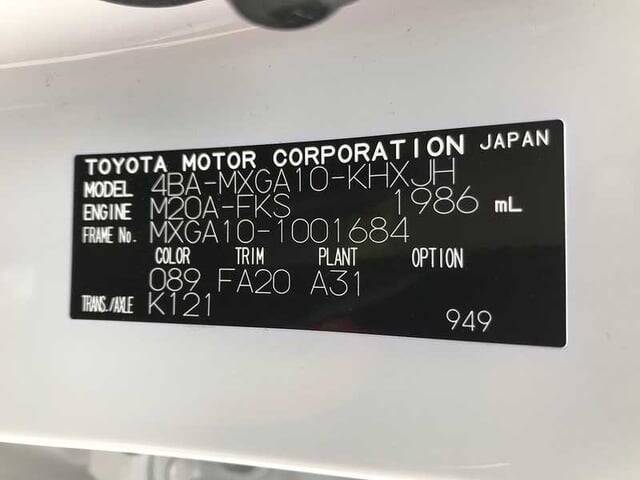 TOYOTA MOTOR CORPORATION JAPAN
MODEL 4BA-MXGA10-KHXJH
ENGINE M20A-FKS 1986 mL
FRAME No. MXGA10-1001684
COLOR TRIM PLANT OPTION
089 FA20 A31
TRANS./AXLE K121
949